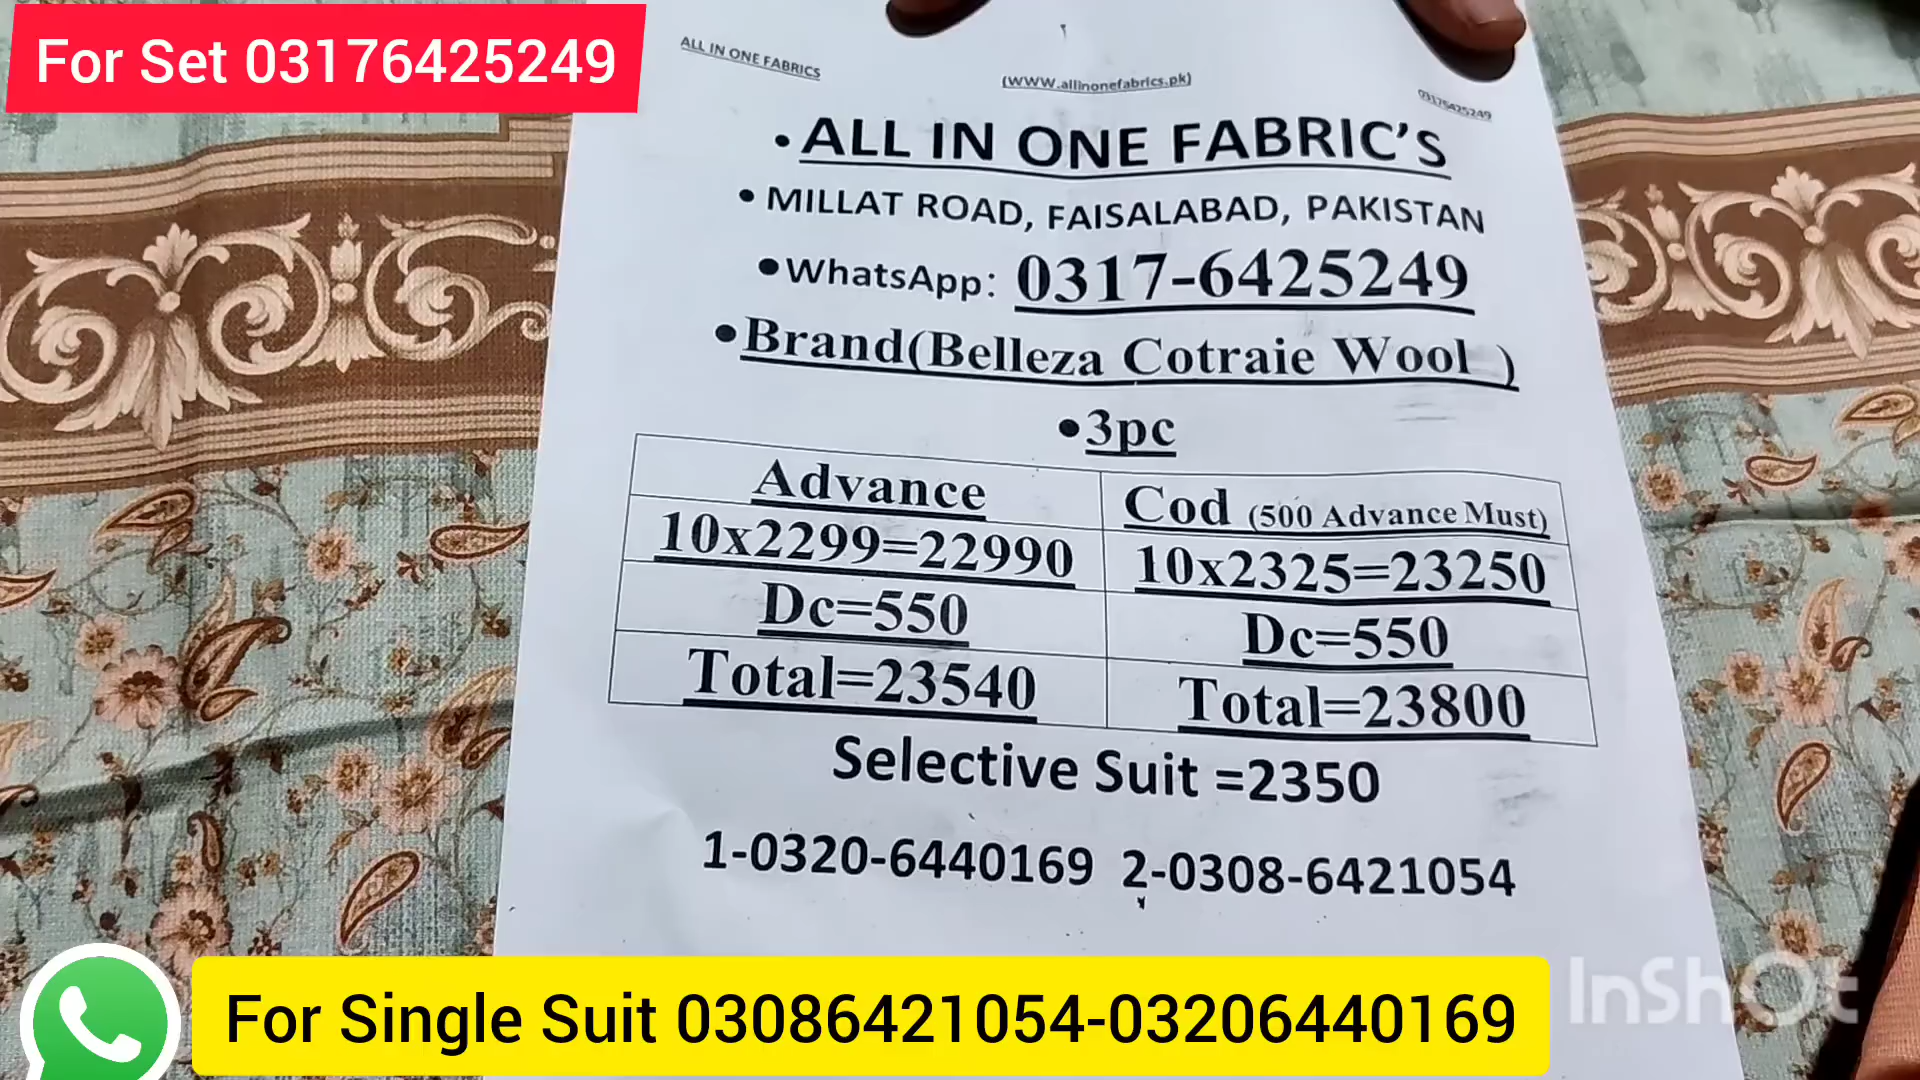 For Set 03176425249
ALL IN ONE FABRICS
(WWW.allinonefabrics.pk)
03176425249
•ALL IN ONE FABRIC'S
•MILLAT ROAD, FAISALABAD, PAKISTAN
•WhatsApp: 0317-6425249
•Brand(Belleza Cotraie Wool )
•3pc
Advance
Cod (500 Advance Must)
10x2299=22990
10x2325=23250
Dc=550
Dc=550
Total=23540
Total=23800
Selective Suit =2350
1-0320-6440169 2-0308-6421054
For Single Suit 03086421054-03206440169
InShOt